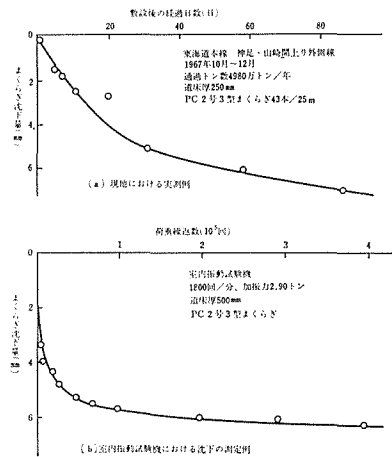 敷設後の経過日数(日)
0 20 40 60 80
0
2
4
6
まくらぎ沈下量(㎜)
東海道本線 神足・山崎間上り外側線
1967年10月~12月
通過トン数4980万トン/年
道床厚250㎜
PC2号3型まくらぎ43本/25m
(a) 現地における実測例
荷重繰返数(10⁵回)
0 1 2 3 4
2
4
6
まくらぎ沈下量(㎜)
室内振動試験機
1800回/分、加振力2.90トン
道床厚500㎜
PC2号3型まくらぎ
(b)室内振動試験機における沈下の測定例